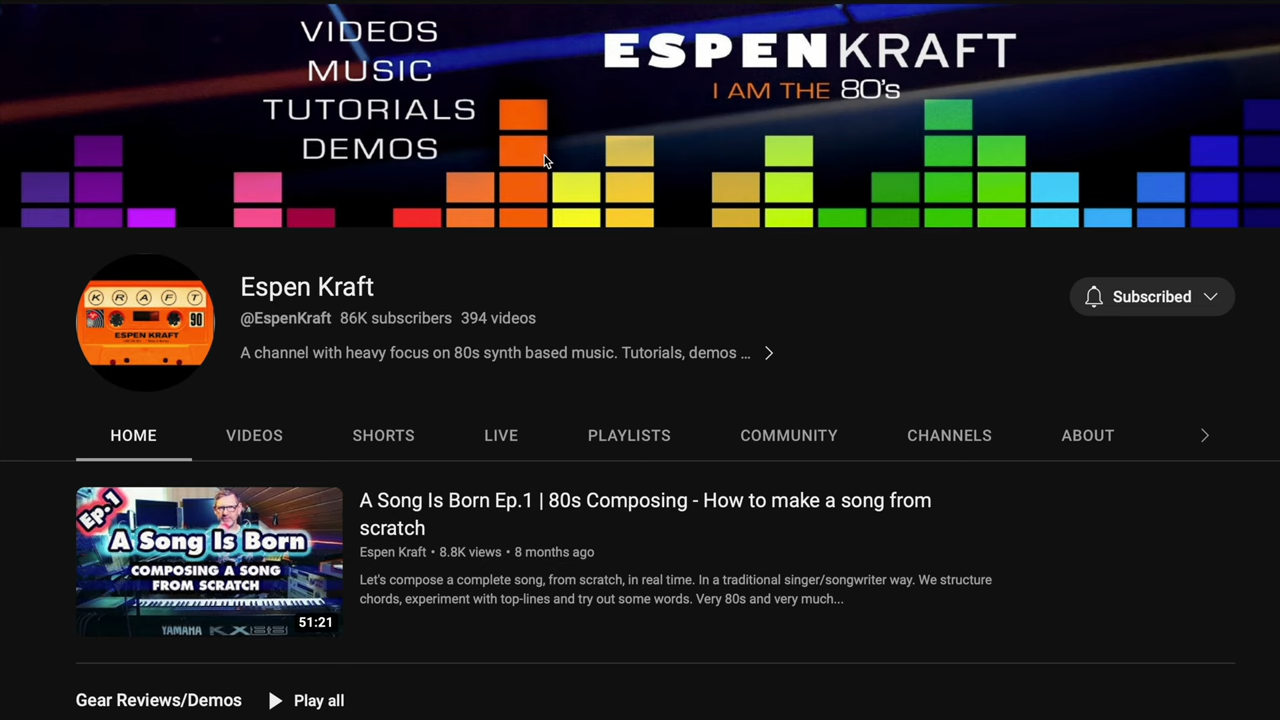 VIDEOS
MUSIC
TUTORIALS
DEMOS
ESPENKRAFT
I AM THE 80's
K R A F T
90
ESPEN KRAFT
Espen Kraft
@EspenKraft 86K subscribers 394 videos
A channel with heavy focus on 80s synth based music. Tutorials, demos ...
Subscribed
HOME VIDEOS SHORTS LIVE PLAYLISTS COMMUNITY CHANNELS ABOUT
Ep.1
A Song Is Born
COMPOSING A SONG
FROM SCRATCH
YAMAHA KX88
51:21
A Song Is Born Ep.1 | 80s Composing - How to make a song from
scratch
Espen Kraft • 8.8K views • 8 months ago
Let's compose a complete song, from scratch, in real time. In a traditional singer/songwriter way. We structure
chords, experiment with top-lines and try out some words. Very 80s and very much...
Gear Reviews/Demos Play all